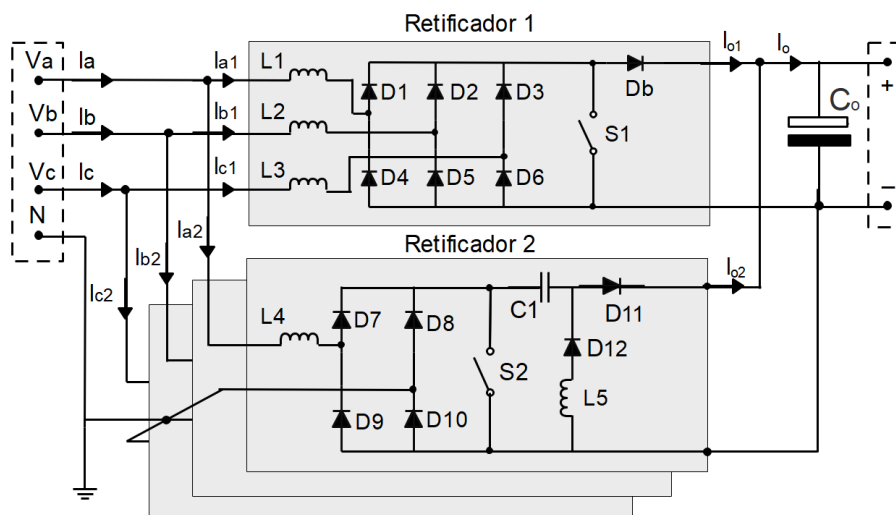 Retificador 1
Va Ia Ia1 L1 Io1 Io
D1 D2 D3 Db +
Vb Ib Ib1 L2 S1 Co
Vc Ic Ic1 L3 D4 D5 D6 −
N
Ia2 Retificador 2
Ib2 Io2
Ic2 L4 D7 D8 C1 D11
S2 D12
D9 D10 L5